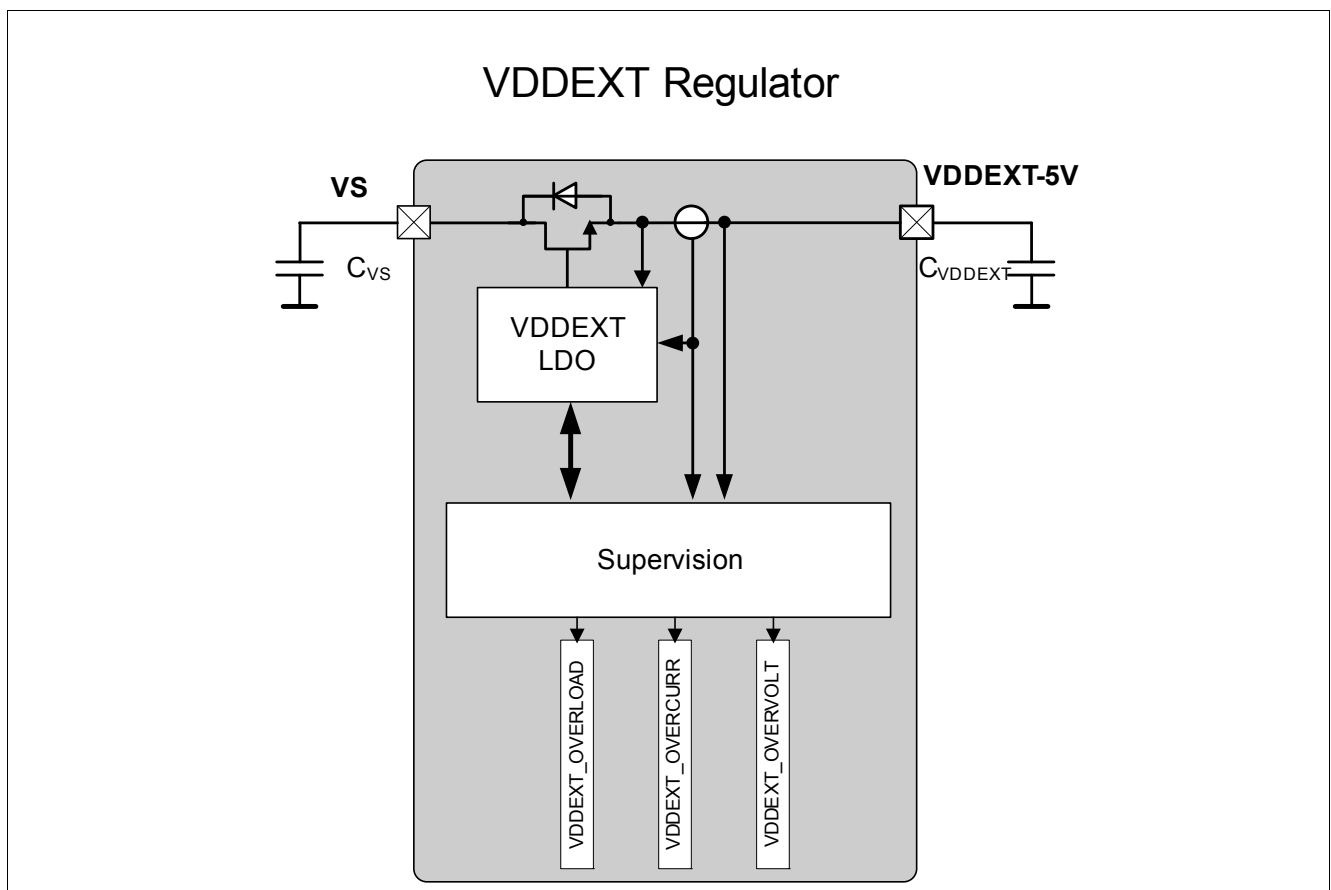 VDDEXT Regulator
VS
VDDEXT-5V
CVS
CVDDEXT
VDDEXT
LDO
Supervision
VDDEXT_OVERLOAD
VDDEXT_OVERCURR
VDDEXT_OVERVOLT